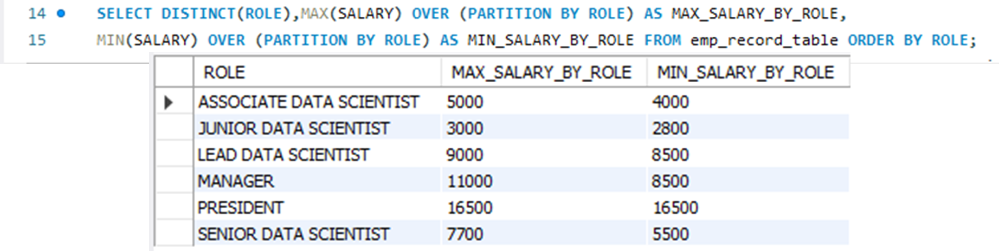 14 SELECT DISTINCT(ROLE),MAX(SALARY) OVER (PARTITION BY ROLE) AS MAX_SALARY_BY_ROLE,
15 MIN(SALARY) OVER (PARTITION BY ROLE) AS MIN_SALARY_BY_ROLE FROM emp_record_table ORDER BY ROLE;
ROLE MAX_SALARY_BY_ROLE MIN_SALARY_BY_ROLE
ASSOCIATE DATA SCIENTIST 5000 4000
JUNIOR DATA SCIENTIST 3000 2800
LEAD DATA SCIENTIST 9000 8500
MANAGER 11000 8500
PRESIDENT 16500 16500
SENIOR DATA SCIENTIST 7700 5500